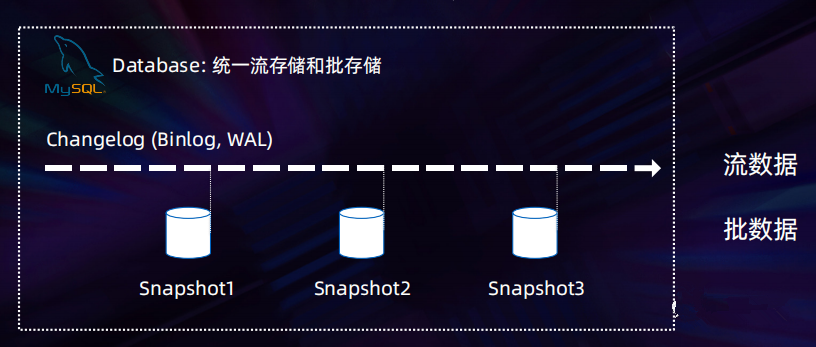 MySQL
Database: 统一流存储和批存储
Changelog (Binlog, WAL)
流数据
批数据
Snapshot1
Snapshot2
Snapshot3